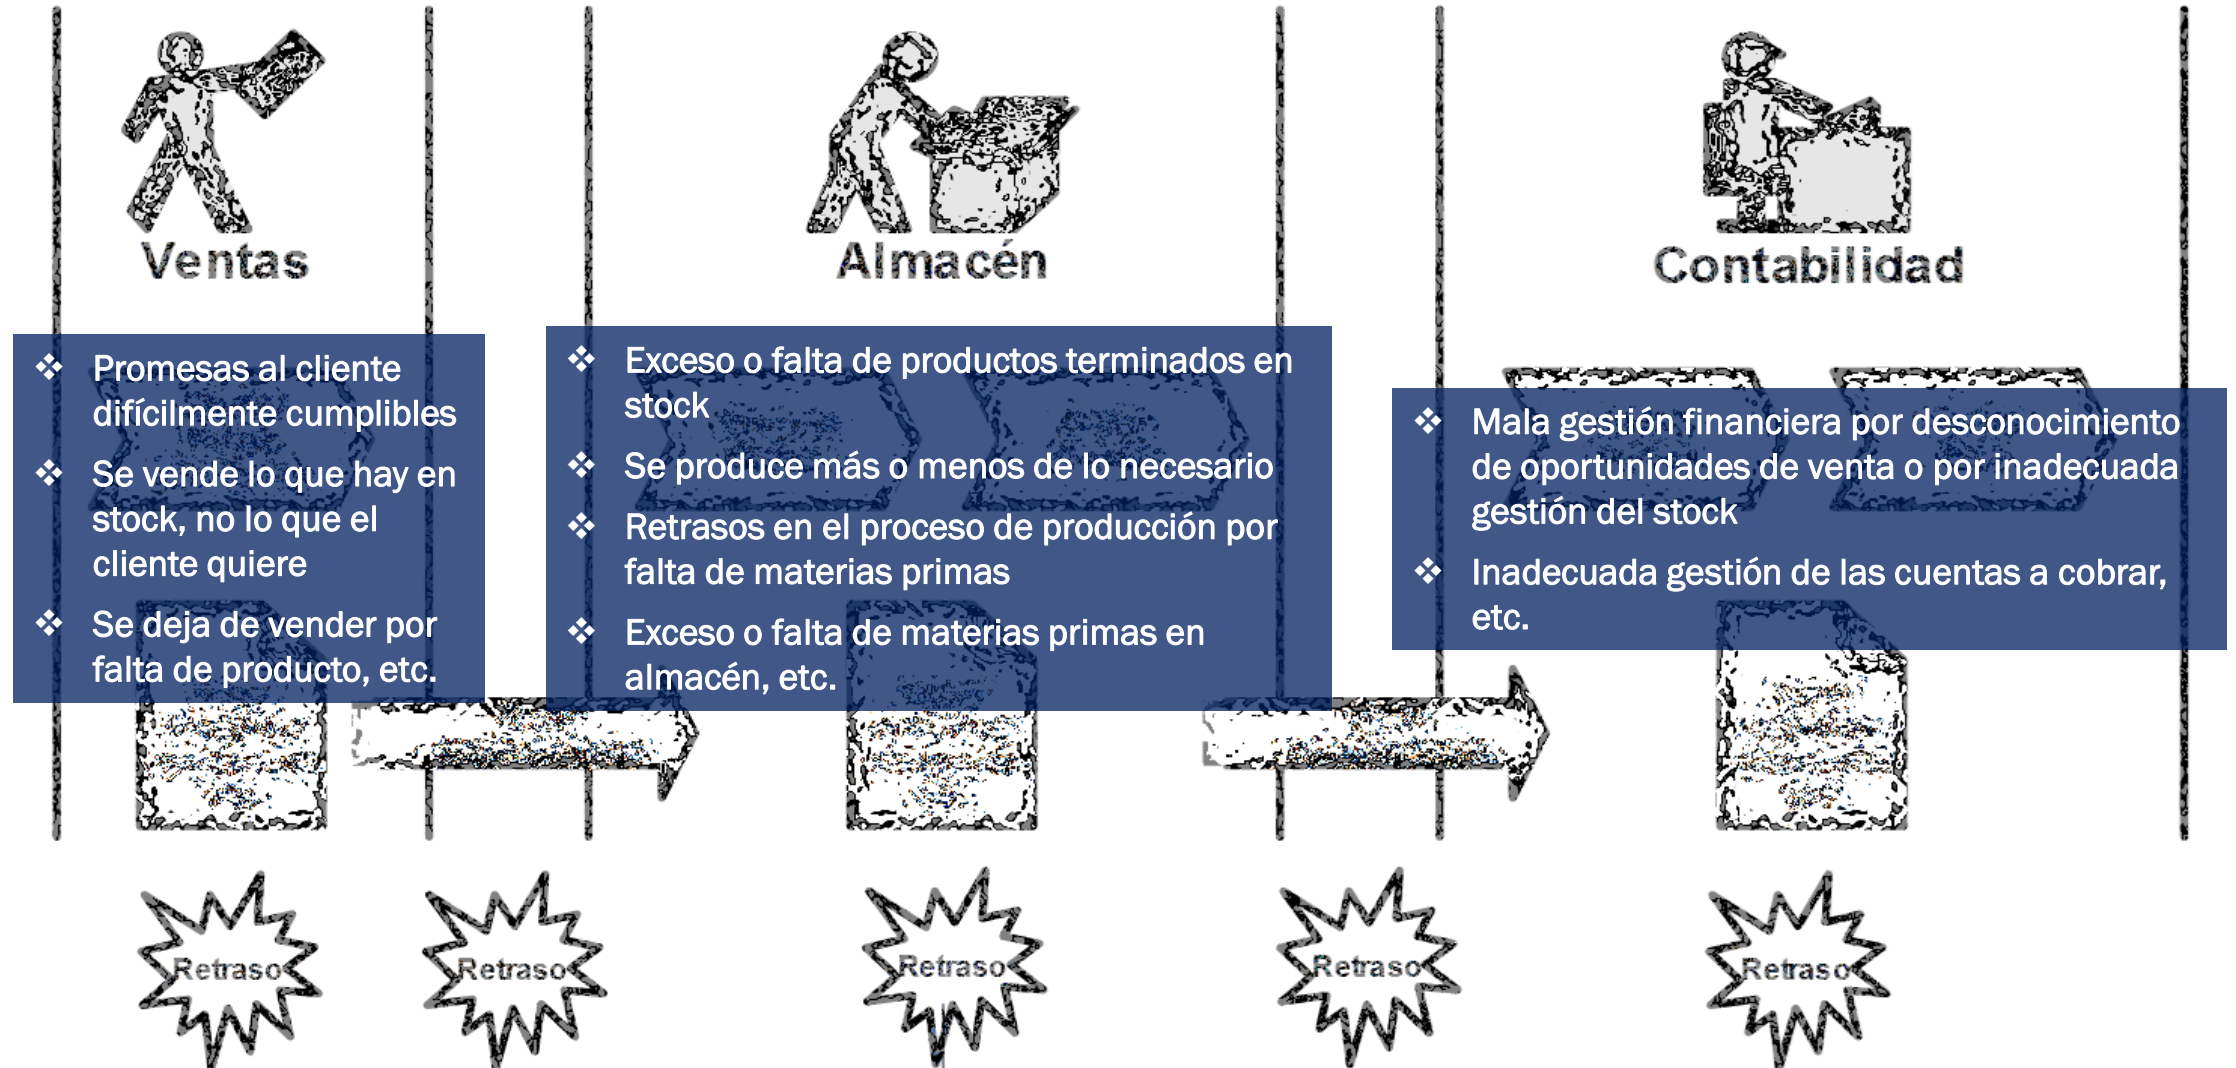 Ventas
Almacén
Contabilidad
❖ Promesas al cliente
difícilmente cumplibles
❖ Se vende lo que hay en
stock, no lo que el
cliente quiere
❖ Se deja de vender por
falta de producto, etc.
❖ Exceso o falta de productos terminados en
stock
❖ Se produce más o menos de lo necesario
❖ Retrasos en el proceso de producción por
falta de materias primas
❖ Exceso o falta de materias primas en
almacén, etc.
❖ Mala gestión financiera por desconocimiento
de oportunidades de venta o por inadecuada
gestión del stock
❖ Inadecuada gestión de las cuentas a cobrar,
etc.
Retraso
Retraso
Retraso
Retraso
Retraso